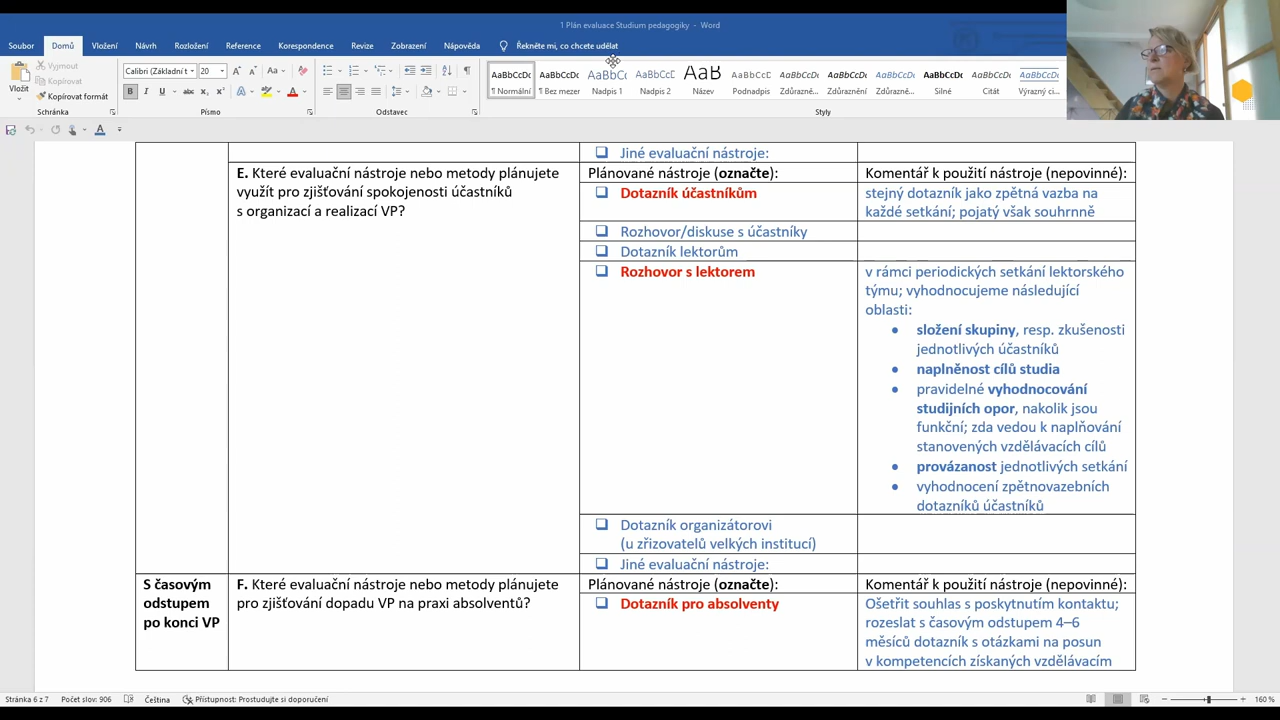 1 Plán evaluace Studium pedagogiky - Word
Soubor Domů Vložení Návrh Rozložení Reference Korespondence Revize Zobrazení Nápověda Řekněte mi, co chcete udělat
Vložit
Vyjmout
Kopírovat
Kopírovat formát
Schránka
Calibri (Základní t 20
Písmo
Odstavec
AaBbCcDc AaBbCcDc AaBbCc AaBbCcD AaB AaBbCcD AaBbCcDc AaBbCcDc AaBbCcDc AaBbCcDc AaBbCcDc AaBbCcDc
¶ Normální ¶ Bez mezer Nadpis 1 Nadpis 2 Název Podnadpis Zdůrazně... Zdůraznění Zdůrazně... Silné Citát Výrazný ci...
Styly
Jiné evaluační nástroje:
E. Které evaluační nástroje nebo metody plánujete
využít pro zjišťování spokojenosti účastníků
s organizací a realizací VP?
Plánované nástroje (označte):
Komentář k použití nástroje (nepovinné):
Dotazník účastníkům
stejný dotazník jako zpětná vazba na
každé setkání; pojatý však souhrnně
Rozhovor/diskuse s účastníky
Dotazník lektorům
Rozhovor s lektorem
v rámci periodických setkání lektorského
týmu; vyhodnocujeme následující
oblasti:
• složení skupiny, resp. zkušenosti
jednotlivých účastníků
• naplněnost cílů studia
• pravidelné vyhodnocování
studijních opor, nakolik jsou
funkční; zda vedou k naplňování
stanovených vzdělávacích cílů
• provázanost jednotlivých setkání
• vyhodnocení zpětnovazebních
dotazníků účastníků
Dotazník organizátorovi
(u zřizovatelů velkých institucí)
Jiné evaluační nástroje:
S časovým
odstupem
po konci VP
F. Které evaluační nástroje nebo metody plánujete
pro zjišťování dopadu VP na praxi absolventů?
Plánované nástroje (označte):
Komentář k použití nástroje (nepovinné):
Dotazník pro absolventy
Ošetřit souhlas s poskytnutím kontaktu;
rozeslat s časovým odstupem 4–6
měsíců dotazník s otázkami na posun
v kompetencích získaných vzdělávacím
Stránka 6 z 7 Počet slov: 906 Čeština Přístupnost: Prostudujte si doporučení 160 %